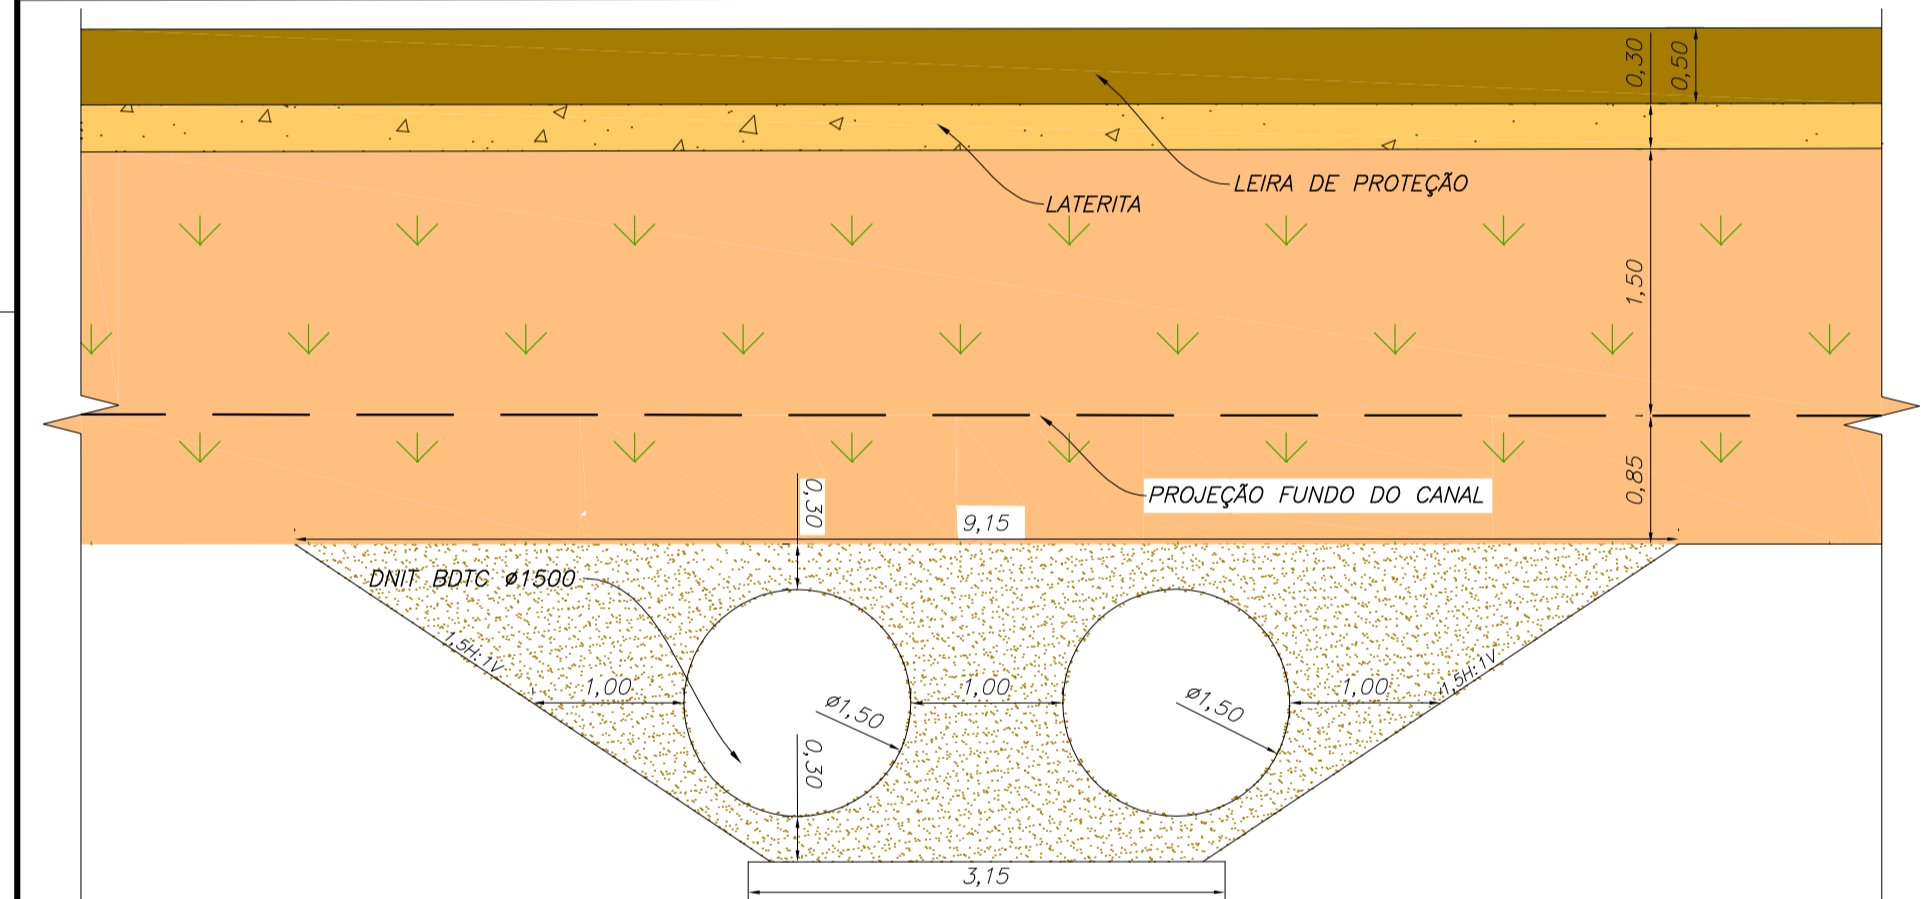 0,30
0,50
LEIRA DE PROTEÇÃO
LATERITA
1,50
0,85
PROJEÇÃO FUNDO DO CANAL
0,30
9,15
DNIT BDTC ø1500
1,5H:1V
1,5H:1V
1,00
1,00
1,00
ø1,50
ø1,50
0,30
3,15